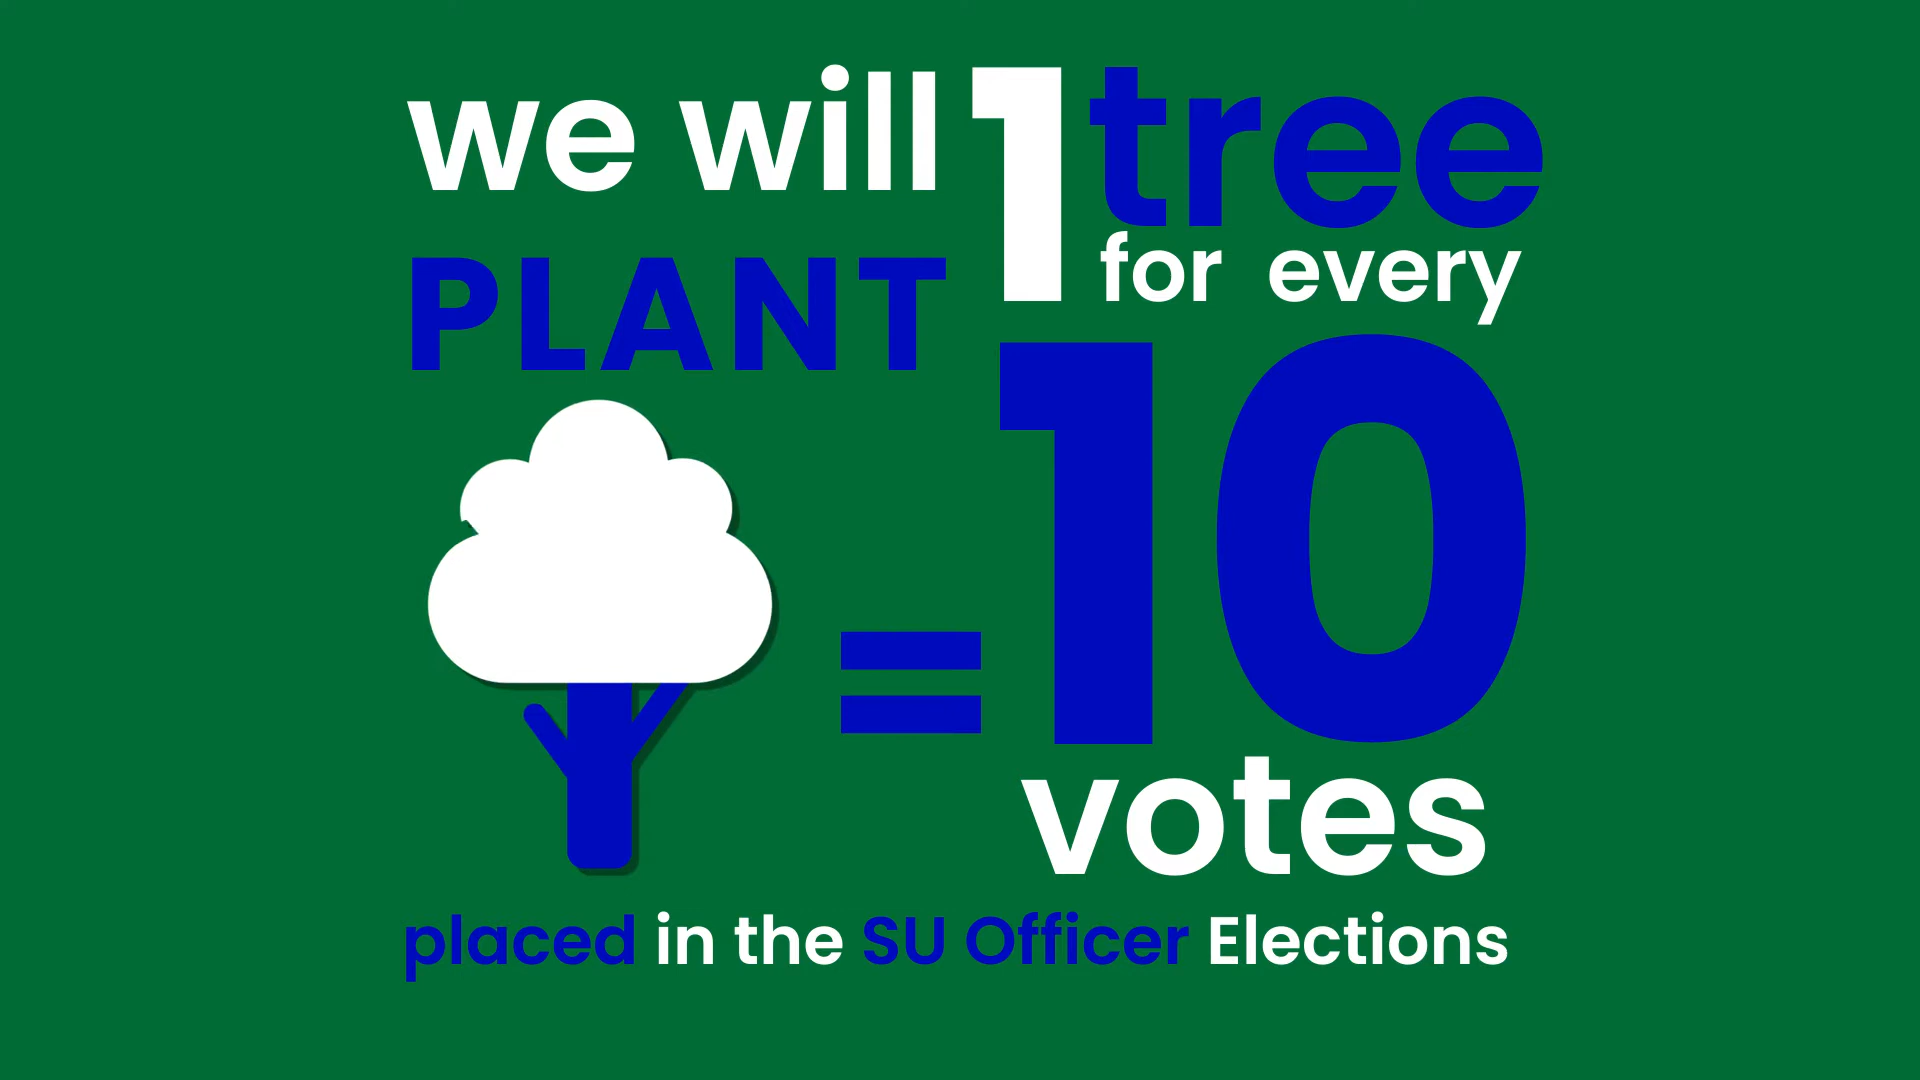 we will 1 tree
PLANT for every
= 10
votes
placed in the SU Officer Elections